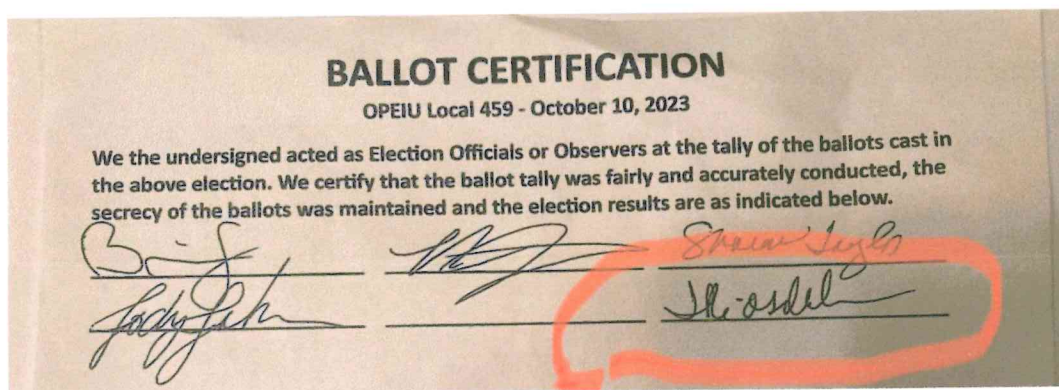 BALLOT CERTIFICATION
OPEIU Local 459 - October 10, 2023
We the undersigned acted as Election Officials or Observers at the tally of the ballots cast in
the above election. We certify that the ballot tally was fairly and accurately conducted, the
secrecy of the ballots was maintained and the election results are as indicated below.
Jody